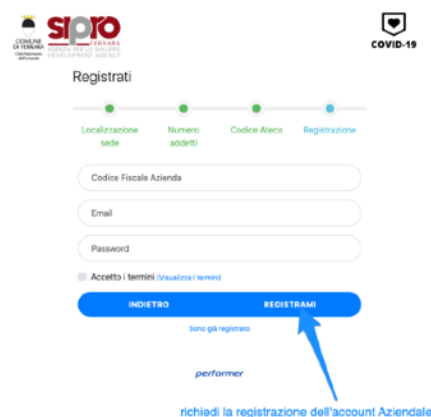 COMUNE
DI FERRARA
sipro
FERRARA
AGENZIA PER LO SVILUPPO
DEVELOPMENT AGENCY
COVID-19
Registrati
Localizzazione sede
Numero addetti
Codice Ateco
Registrazione
Codice Fiscale Azienda
Email
Password
Accetto i termini (Visualizza i termini)
INDIETRO
REGISTRAMI
Sono già registrato
performer
richiedi la registrazione dell'account Aziendale